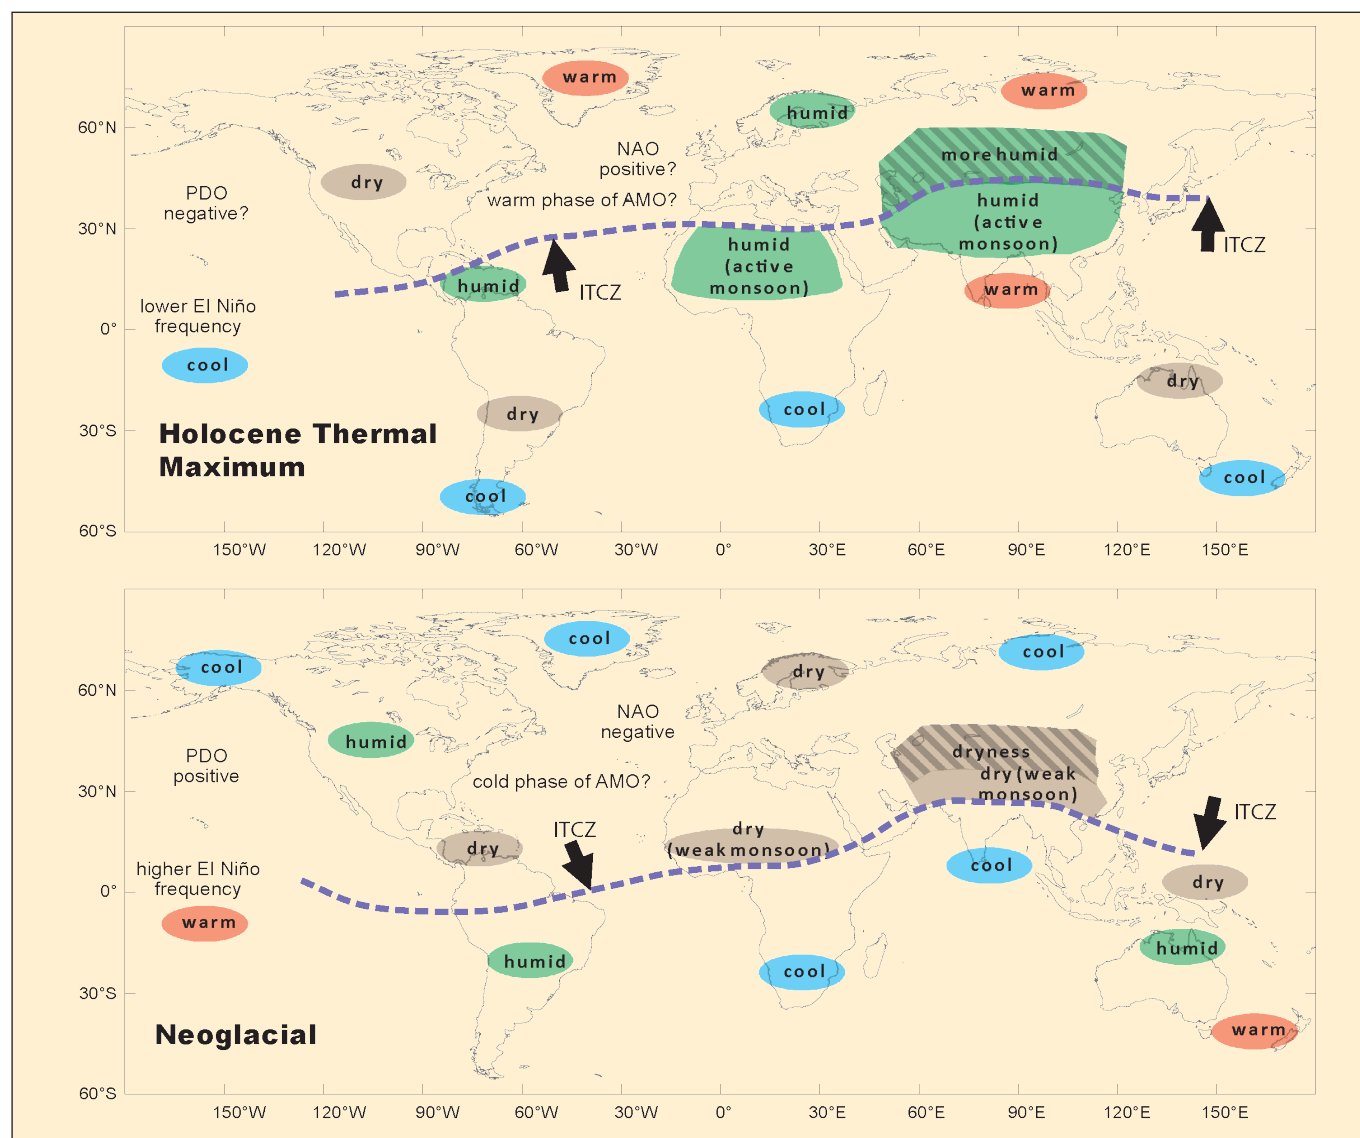 warm
warm
humid
60°N
NAO
positive?
more humid
dry
PDO
negative?
warm phase of AMO?
humid
(active
monsoon)
30°N
humid
(active
monsoon)
ITCZ
humid
ITCZ
warm
lower El Niño
frequency
0°
cool
dry
cool
dry
30°S
Holocene Thermal
Maximum
cool
cool
60°S
150°W 120°W 90°W 60°W 30°W 0° 30°E 60°E 90°E 120°E 150°E
cool
cool
cool
dry
60°N
NAO
negative
humid
PDO
positive
dryness
cold phase of AMO?
dry (weak
monsoon)
30°N
ITCZ
ITCZ
dry
(weak monsoon)
dry
cool
higher El Niño
frequency
0°
dry
warm
humid
humid
cool
30°S
Neoglacial
warm
60°S
150°W 120°W 90°W 60°W 30°W 0° 30°E 60°E 90°E 120°E 150°E